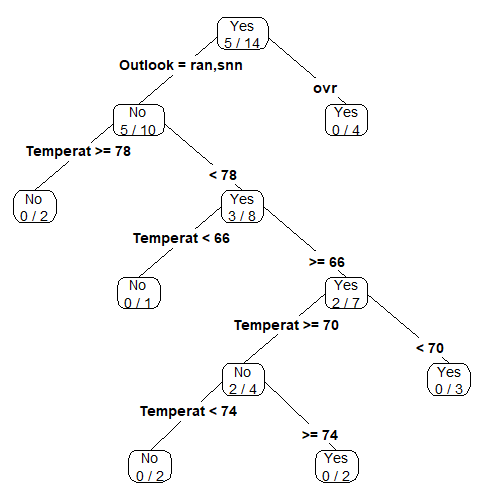 Yes
5 / 14
Outlook = ran,snn
ovr
No
5 / 10
Yes
0 / 4
Temperat >= 78
< 78
No
0 / 2
Yes
3 / 8
Temperat < 66
>= 66
No
0 / 1
Yes
2 / 7
Temperat >= 70
< 70
No
2 / 4
Yes
0 / 3
Temperat < 74
>= 74
No
0 / 2
Yes
0 / 2